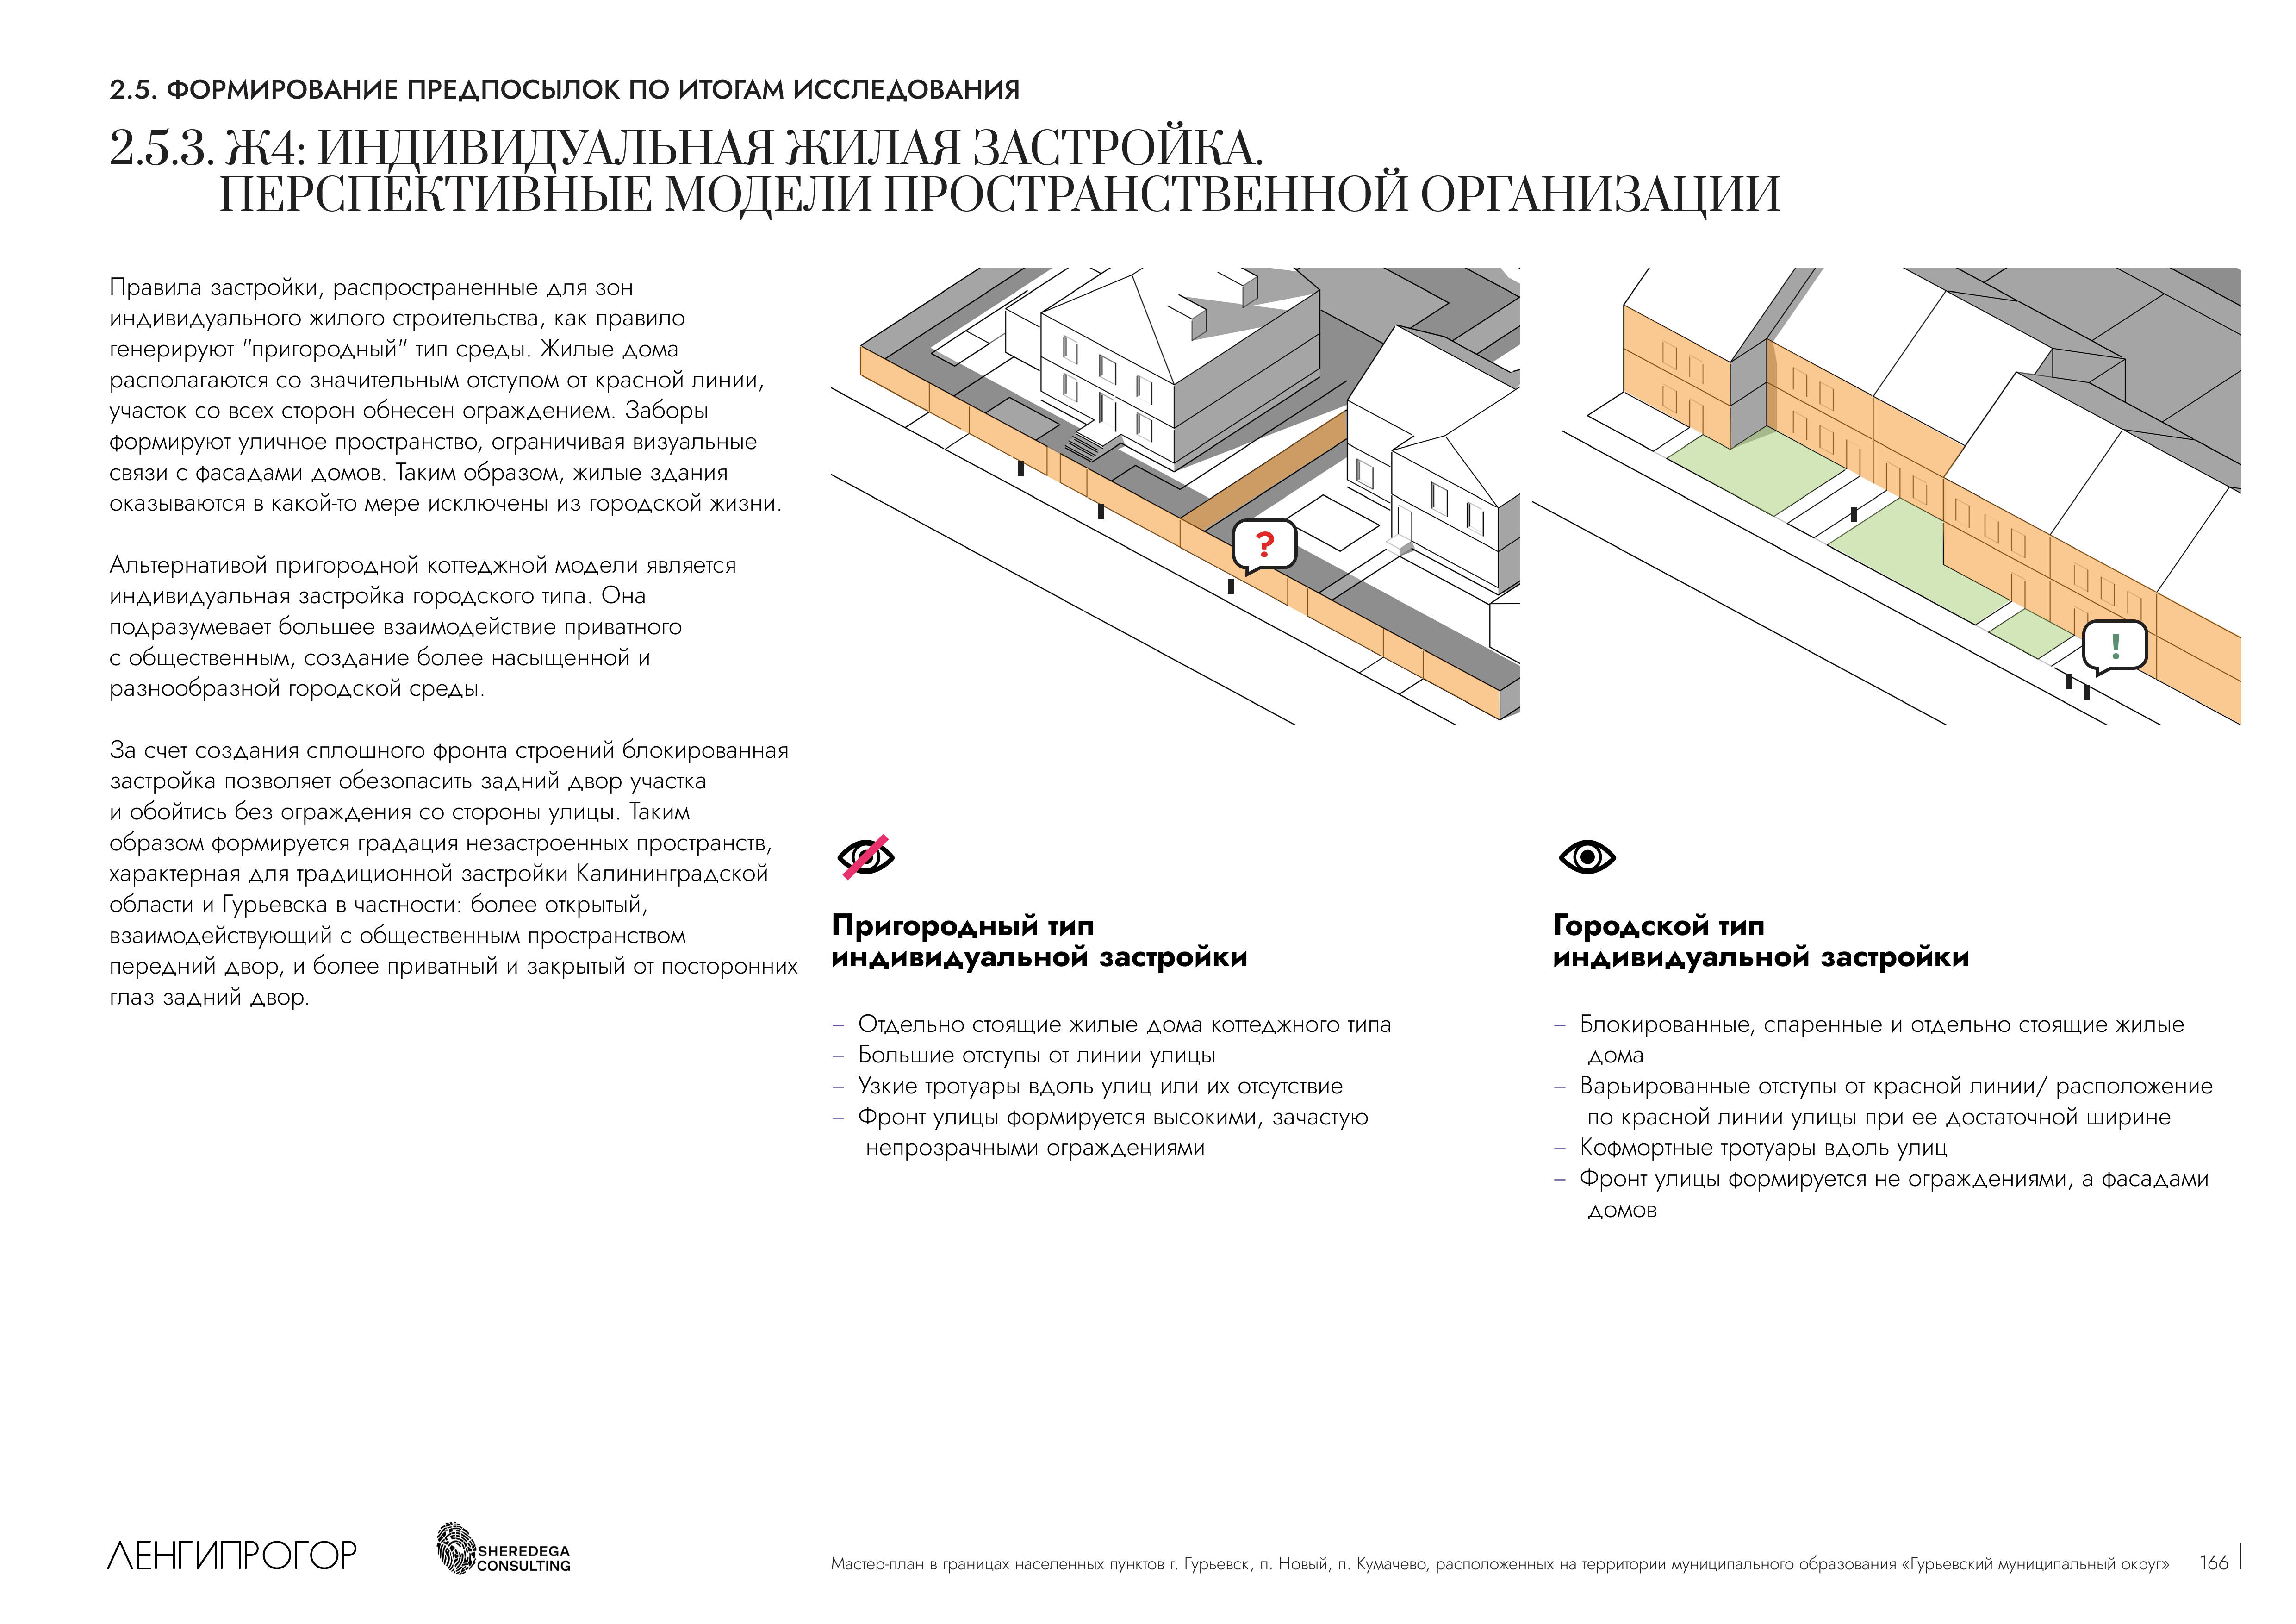 2.5. ФОРМИРОВАНИЕ ПРЕДПОСЫЛОК ПО ИТОГАМ ИССЛЕДОВАНИЯ
2.5.3. Ж4: ИНДИВИДУАЛЬНАЯ ЖИЛАЯ ЗАСТРОЙКА.
ПЕРСПЕКТИВНЫЕ МОДЕЛИ ПРОСТРАНСТВЕННОЙ ОРГАНИЗАЦИИ
Правила застройки, распространенные для зон
индивидуального жилого строительства, как правило
генерируют "пригородный" тип среды. Жилые дома
располагаются со значительным отступом от красной линии,
участок со всех сторон обнесен ограждением. Заборы
формируют уличное пространство, ограничивая визуальные
связи с фасадами домов. Таким образом, жилые здания
оказываются в какой-то мере исключены из городской жизни.
Альтернативой пригородной коттеджной модели является
индивидуальная застройка городского типа. Она
подразумевает большее взаимодействие приватного
с общественным, создание более насыщенной и
разнообразной городской среды.
За счет создания сплошного фронта строений блокированная
застройка позволяет обезопасить задний двор участка
и обойтись без ограждения со стороны улицы. Таким
образом формируется градация незастроенных пространств,
характерная для традиционной застройки Калининградской
области и Гурьевска в частности: более открытый,
взаимодействующий с общественным пространством
передний двор, и более приватный и закрытый от посторонних
глаз задний двор.
?
!
Пригородный тип
индивидуальной застройки
– Отдельно стоящие жилые дома коттеджного типа
– Большие отступы от линии улицы
– Узкие тротуары вдоль улиц или их отсутствие
– Фронт улицы формируется высокими, зачастую
непрозрачными ограждениями
Городской тип
индивидуальной застройки
– Блокированные, спаренные и отдельно стоящие жилые
дома
– Варьированные отступы от красной линии/ расположение
по красной линии улицы при ее достаточной ширине
– Кофмортные тротуары вдоль улиц
– Фронт улицы формируется не ограждениями, а фасадами
домов
ЛЕНГИПРОГОР
SHEREDEGA
CONSULTING
Мастер-план в границах населенных пунктов г. Гурьевск, п. Новый, п. Кумачево, расположенных на территории муниципального образования «Гурьевский муниципальный округ»
166